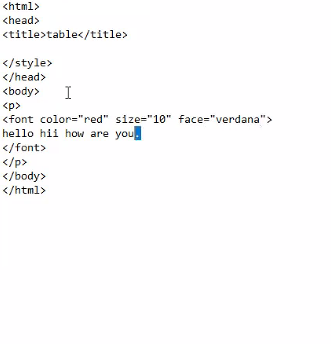 <html>
<head>
<title>table</title>
</style>
</head>
<body>
<p>
<font color="red" size="10" face="verdana">
hello hii how are you.
</font>
</p>
</body>
</html>